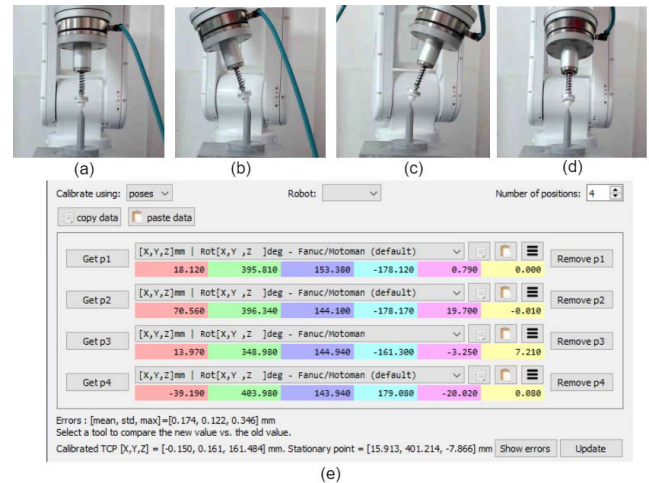 (a) (b) (c) (d)
Calibrate using: poses Robot: Number of positions: 4
copy data paste data
Get p1 [X,Y,Z]mm | Rot[X,Y ,Z ]deg - Fanuc/Motoman (default) Remove p1
18.120 395.810 153.380 -178.120 0.790 0.000
Get p2 [X,Y,Z]mm | Rot[X,Y ,Z ]deg - Fanuc/Motoman (default) Remove p2
70.560 396.340 144.100 -178.170 19.700 -0.010
Get p3 [X,Y,Z]mm | Rot[X,Y ,Z ]deg - Fanuc/Motoman Remove p3
13.970 348.980 144.940 -161.300 -3.250 7.210
Get p4 [X,Y,Z]mm | Rot[X,Y ,Z ]deg - Fanuc/Motoman (default) Remove p4
-39.190 403.980 143.940 179.080 -20.020 0.080
Errors : [mean, std, max]=[0.174, 0.122, 0.346] mm
Select a tool to compare the new value vs. the old value.
Calibrated TCP [X,Y,Z] = [-0.150, 0.161, 161.484] mm. Stationary point = [15.913, 401.214, -7.866] mm Show errors Update
(e)